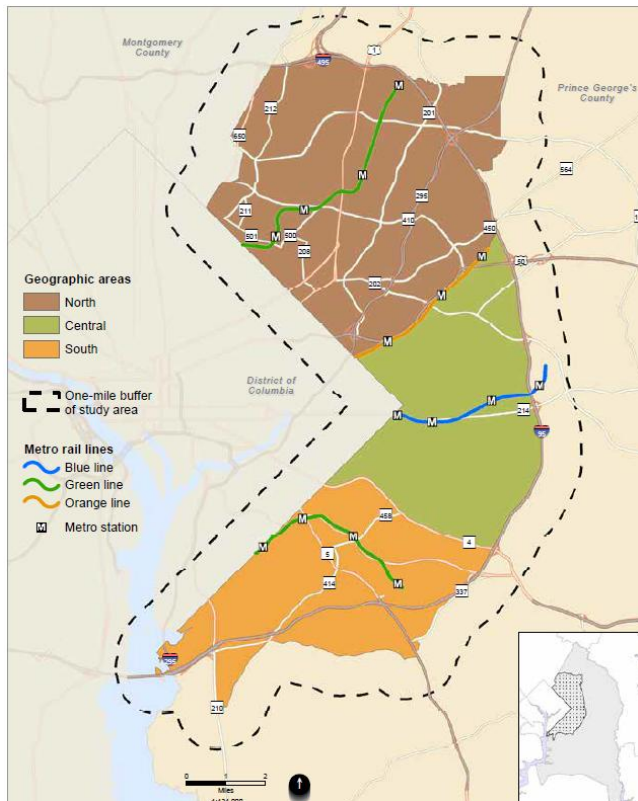 Montgomery
County
Prince George's
County
495
1
212
201
650
564
211
295
410
501
500
208
450
50
202
Geographic areas
North
Central
South
One-mile buffer
of study area
Metro rail lines
Blue line
Green line
Orange line
M Metro station
District of
Columbia
M
M
M
M
M
M
M
M
M
M
M
214
95
M
M
M
M
458
5
4
414
337
210
0 1 2
Miles